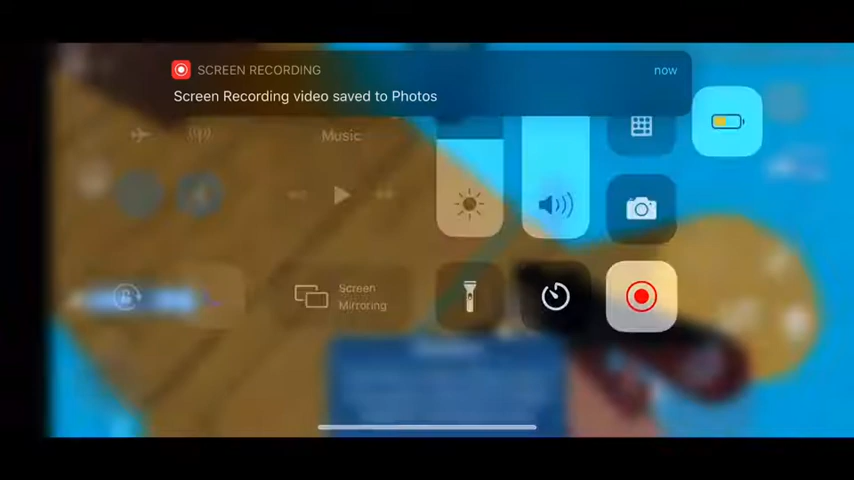 SCREEN RECORDING
now
Screen Recording video saved to Photos
Music
Screen
Mirroring